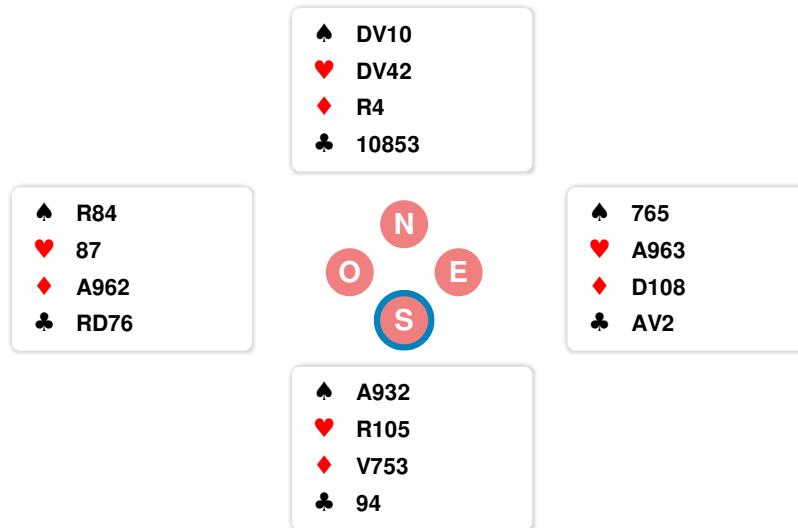 ♠ DV10
♥ DV42
♦ R4
♣ 10853
♠ R84
♥ 87
♦ A962
♣ RD76
N
O E
S
♠ 765
♥ A963
♦ D108
♣ AV2
♠ A932
♥ R105
♦ V753
♣ 94